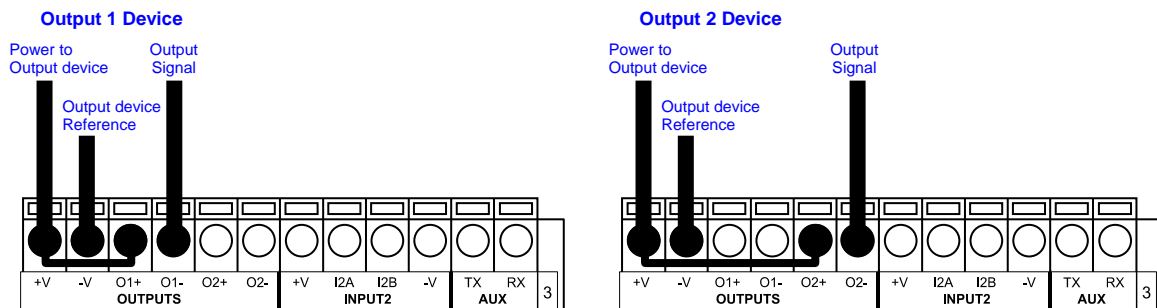 Output 1 Device
Power to
Output device
Output
Signal
Output device
Reference
+V -V O1+ O1- O2+ O2- +V I2A I2B -V TX RX
OUTPUTS INPUT2 AUX 3
Output 2 Device
Power to
Output device
Output
Signal
Output device
Reference
+V -V O1+ O1- O2+ O2- +V I2A I2B -V TX RX
OUTPUTS INPUT2 AUX 3